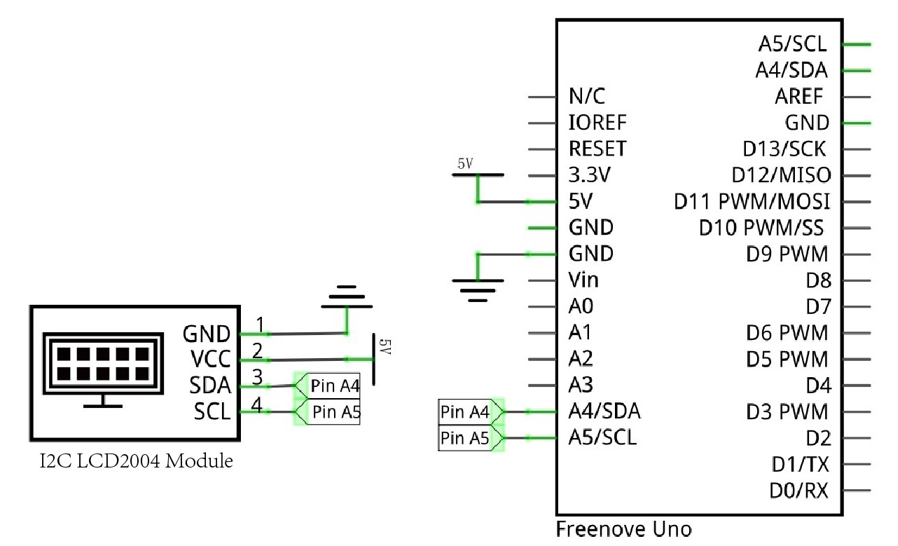 A5/SCL
A4/SDA
N/C AREF
IOREF GND
RESET D13/SCK
5V
3.3V D12/MISO
5V D11 PWM/MOSI
GND D10 PWM/SS
GND D9 PWM
Vin D8
A0 D7
A1 D6 PWM
A2 D5 PWM
A3 D4
Pin A4 A4/SDA D3 PWM
Pin A5 A5/SCL D2
D1/TX
D0/RX
Freenove Uno
GND 1
VCC 2 5V
SDA 3 Pin A4
SCL 4 Pin A5
I2C LCD2004 Module